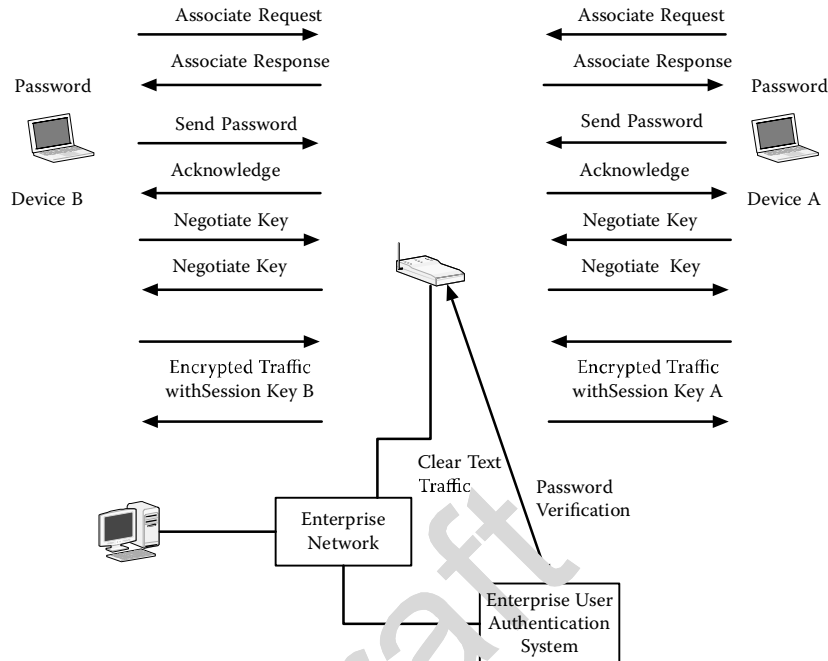 Associate Request
Associate Request
Associate Response
Associate Response
Password
Password
Send Password
Send Password
Acknowledge
Acknowledge
Device B
Device A
Negotiate Key
Negotiate Key
Negotiate Key
Negotiate Key
Encrypted Traffic
withSession Key B
Encrypted Traffic
withSession Key A
Clear Text
Traffic
Password
Verification
Enterprise
Network
Enterprise User
Authentication
System